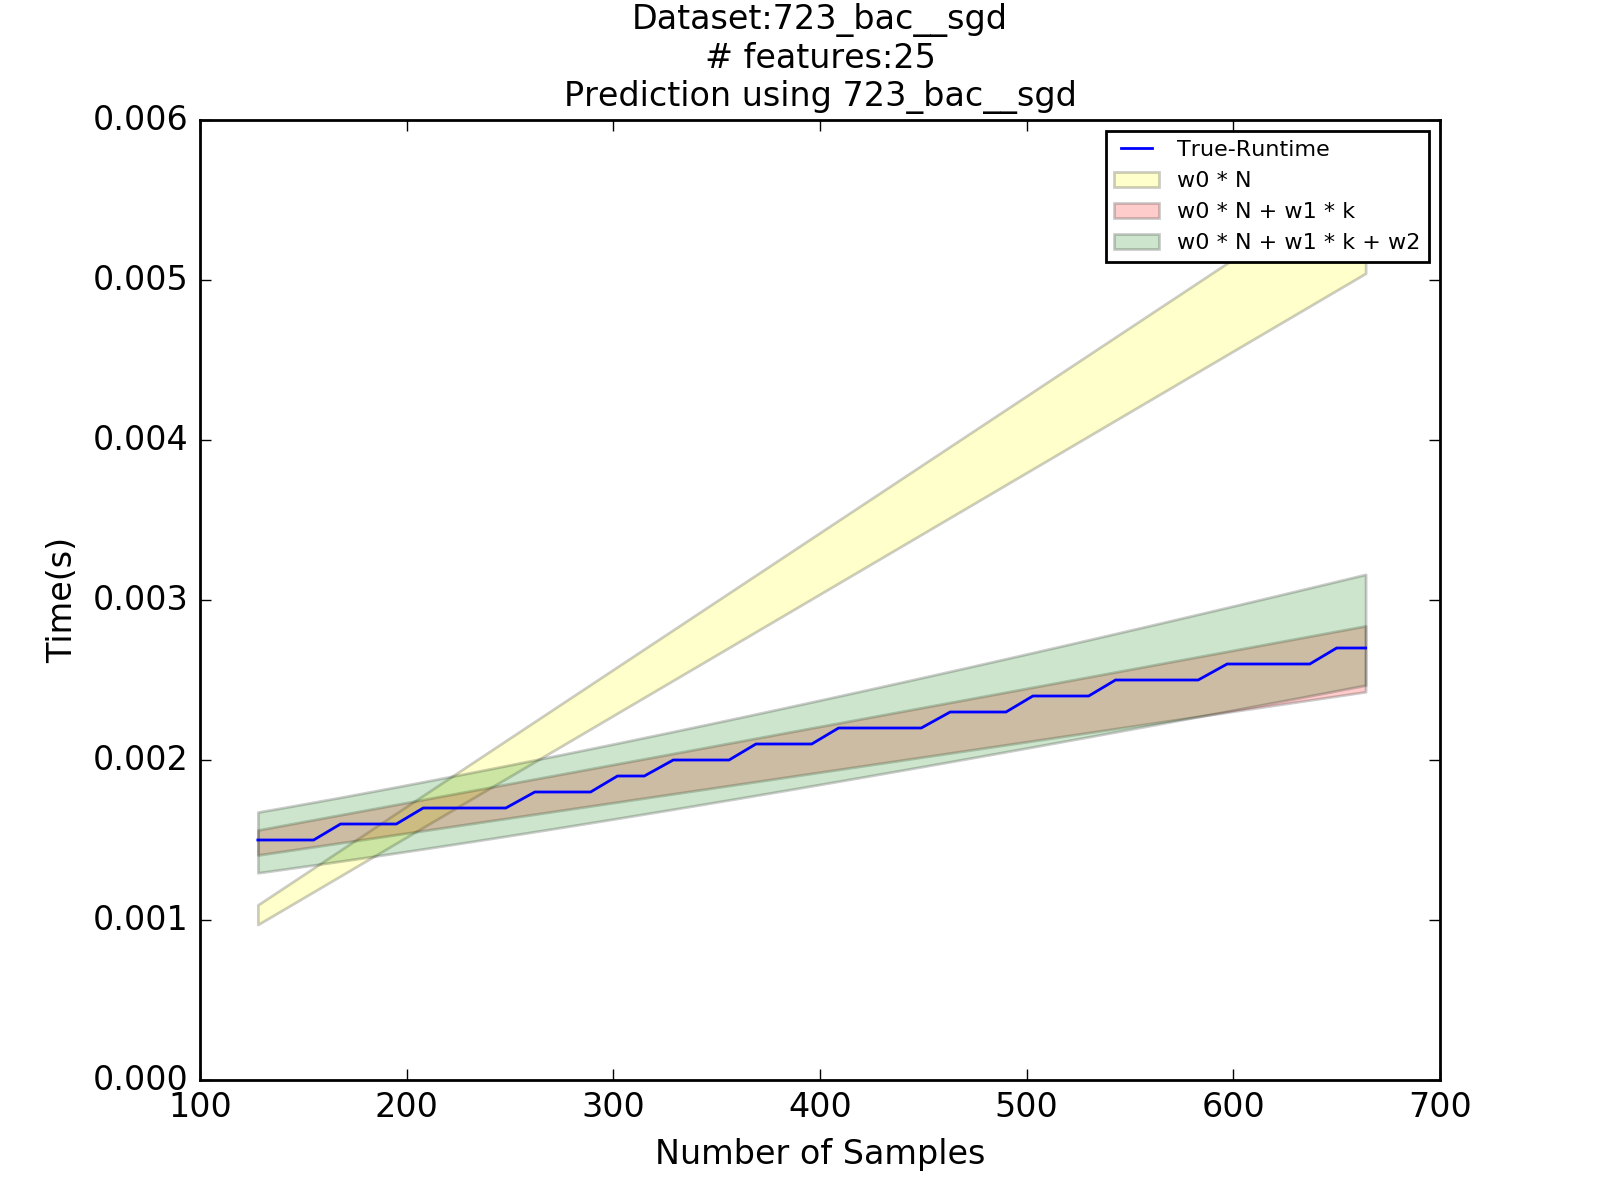 Dataset:723_bac__sgd
# features:25
Prediction using 723_bac__sgd
0.006
0.005
0.004
0.003
0.002
0.001
0.000
Time(s)
True-Runtime
w0 * N
w0 * N + w1 * k
w0 * N + w1 * k + w2
100 200 300 400 500 600 700
Number of Samples